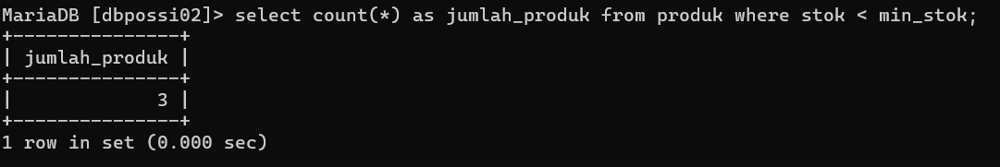 MariaDB [dbpossi02]> select count(*) as jumlah_produk from produk where stok < min_stok;
+---------------+
| jumlah_produk |
+---------------+
|             3 |
+---------------+
1 row in set (0.000 sec)